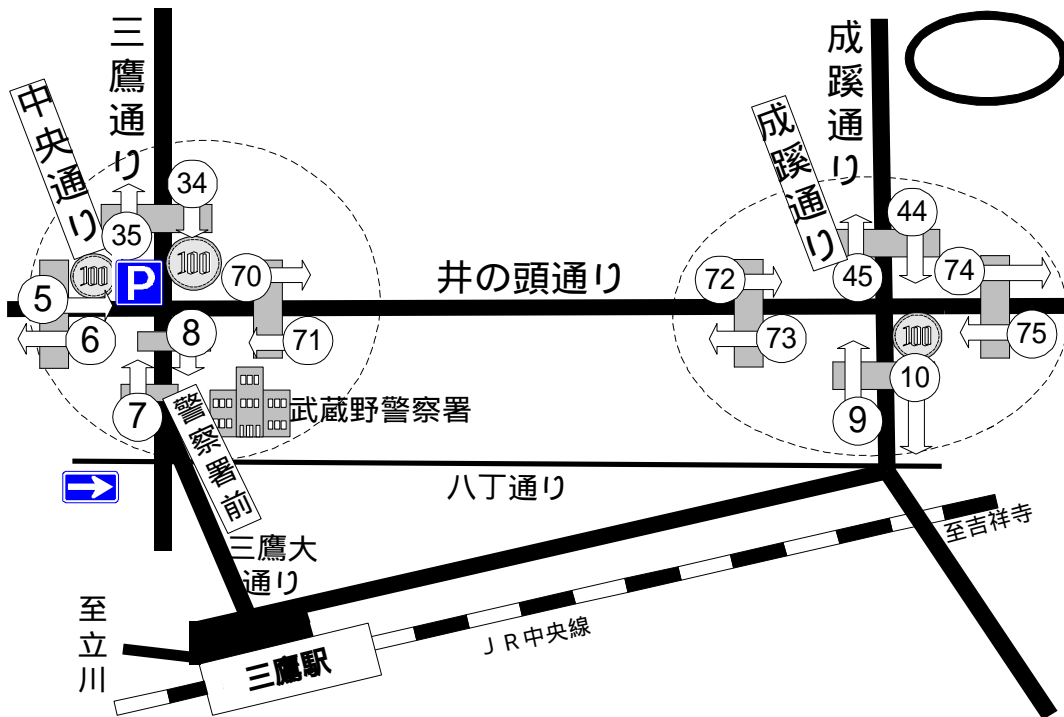 三鷹通り
成蹊通り
中央通り
成蹊通り
34
44
35
45
100
100
70
72
74
P
井の頭通り
5
6
8
71
73
100
75
7
10
9
警察署前
武蔵野警察署
八丁通り
三鷹大
通り
至吉祥寺
至立川
JR中央線
三鷹駅